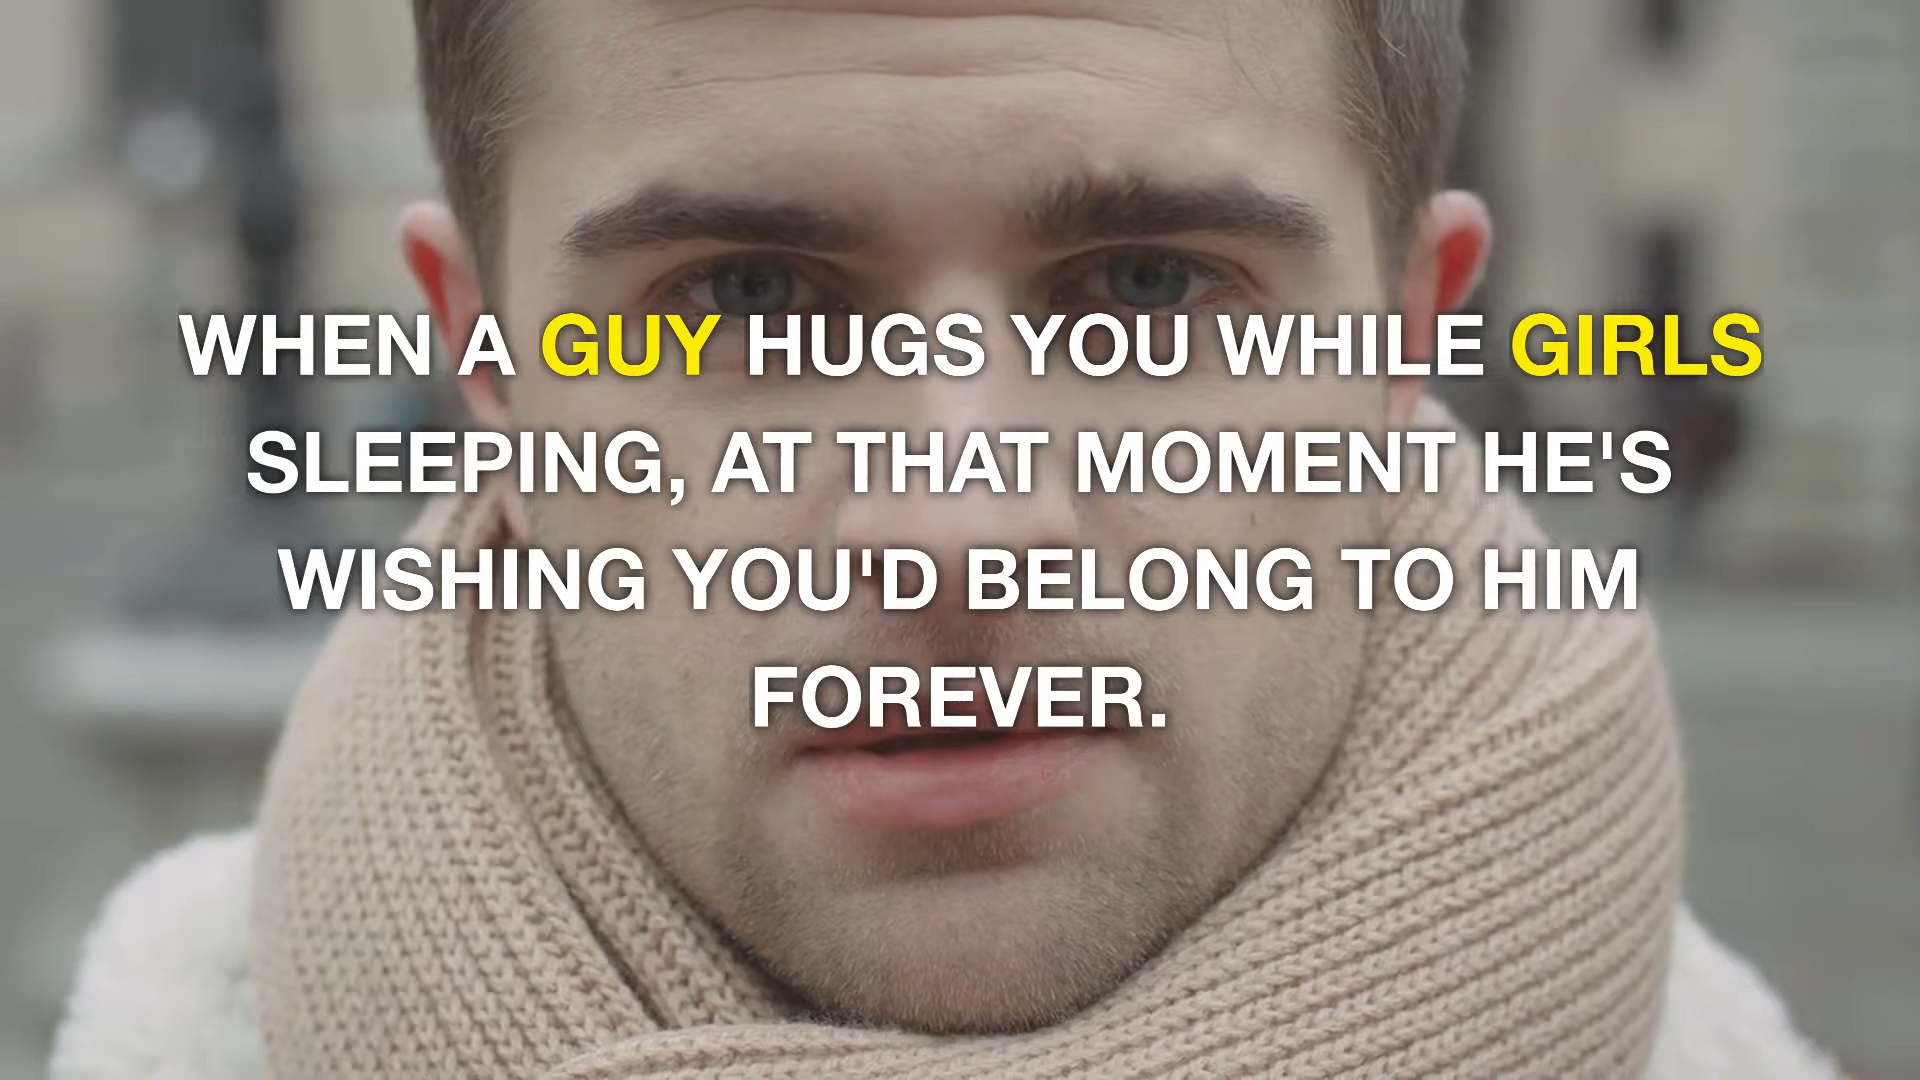 WHEN A GUY HUGS YOU WHILE GIRLS
SLEEPING, AT THAT MOMENT HE'S
WISHING YOU'D BELONG TO HIM
FOREVER.